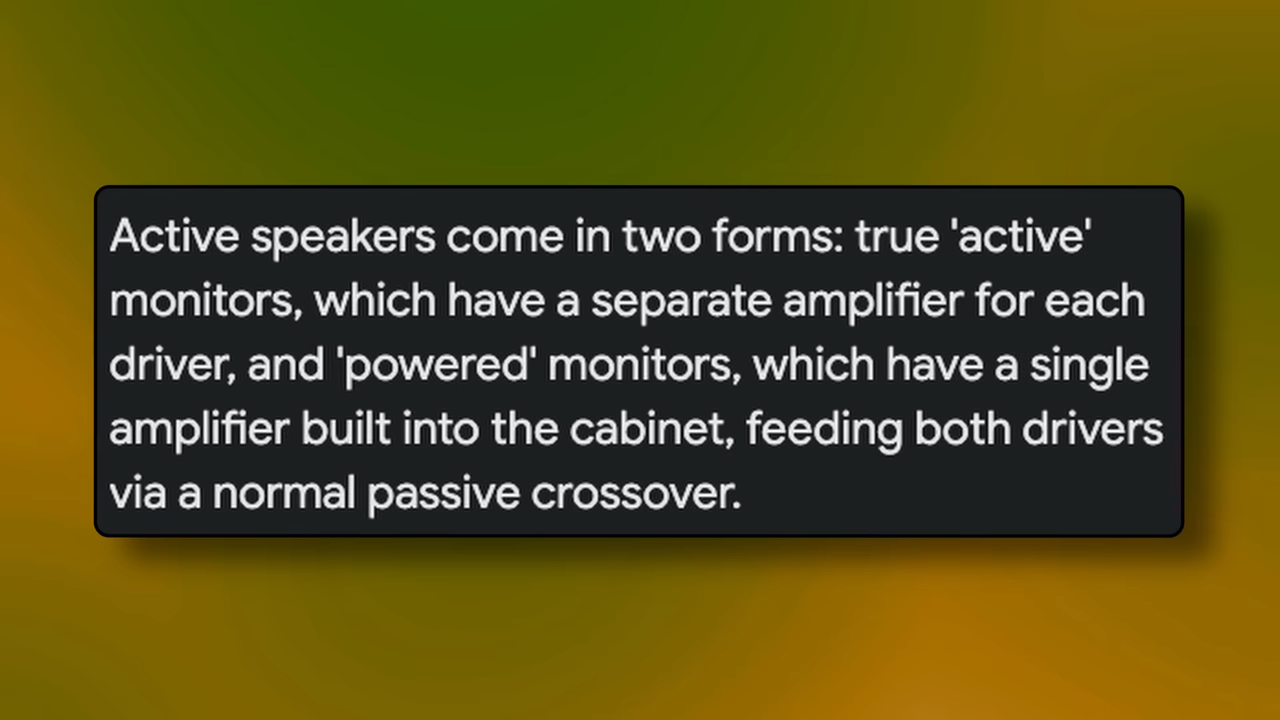 Active speakers come in two forms: true 'active'
monitors, which have a separate amplifier for each
driver, and 'powered' monitors, which have a single
amplifier built into the cabinet, feeding both drivers
via a normal passive crossover.